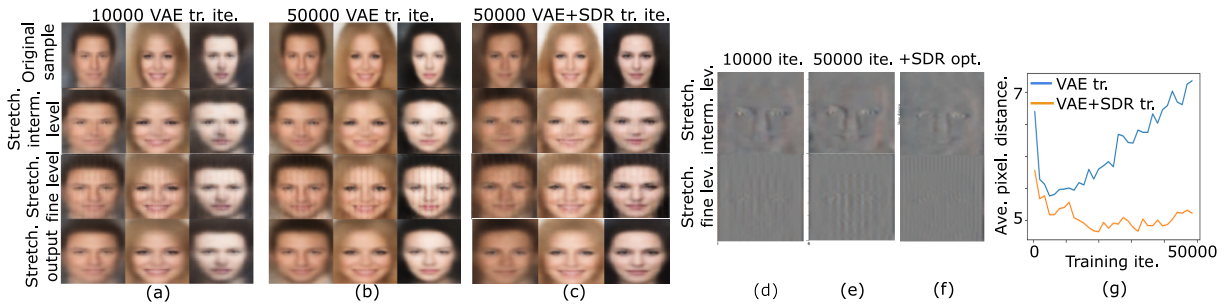 10000 VAE tr. ite.
50000 VAE tr. ite.
50000 VAE+SDR tr. ite.
Original
sample
Stretch.
interm.
level
Stretch.
fine level
Stretch.
output
(a)
(b)
(c)
10000 ite.
50000 ite.
+SDR opt.
Stretch.
interm. lev.
Stretch.
fine lev.
(d)
(e)
(f)
Ave. pixel. distance.
7
5
VAE tr.
VAE+SDR tr.
0
50000
Training ite.
(g)